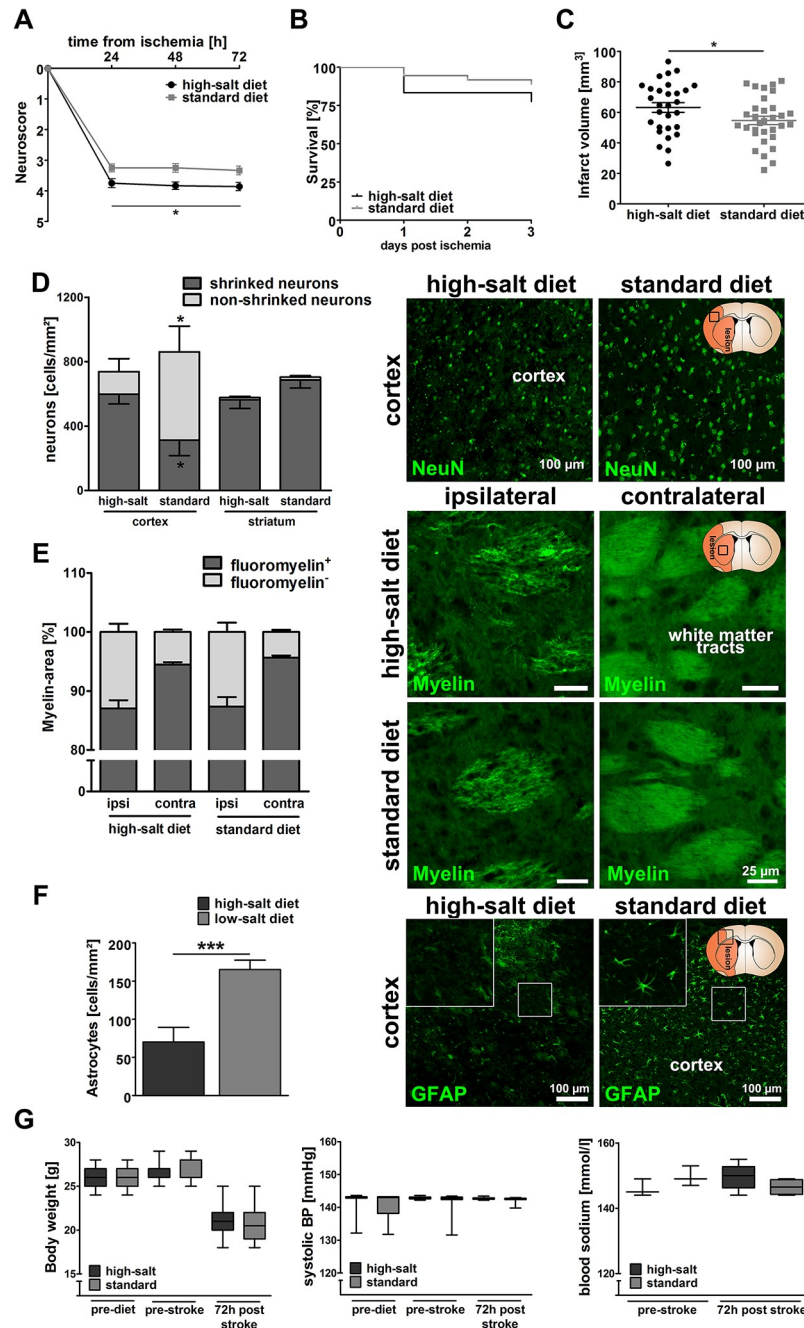 A
time from ischemia [h]
24 48 72
0
1
2
3
4
5
Neuroscore
high-salt diet
standard diet
*
B
100
75
50
25
0
Survival [%]
high-salt diet
standard diet
0 1 2 3
days post ischemia
C
*
100
80
60
40
20
0
Infarct volume [mm³]
high-salt diet standard diet
D
shrinked neurons
non-shrinked neurons
1200
800
400
0
neurons [cells/mm²]
*
*
high-salt standard high-salt standard
cortex striatum
high-salt diet standard diet
cortex
cortex
lesion
NeuN 100 µm
NeuN 100 µm
E
fluoromyelin⁺
fluoromyelin⁻
110
100
90
80
0
Myelin-area [%]
ipsi contra ipsi contra
high-salt diet standard diet
ipsilateral contralateral
high-salt diet
lesion
white matter
tracts
Myelin
Myelin
standard diet
Myelin
Myelin 25 µm
F
high-salt diet
low-salt diet
200
150
100
50
0
Astrocytes [cells/mm²]
***
high-salt diet standard diet
cortex
lesion
cortex
GFAP 100 µm
GFAP 100 µm
G
30
25
20
15
0
Body weight [g]
high-salt
standard
pre-diet pre-stroke 72h post
stroke
160
150
140
130
120
0
systolic BP [mmHg]
high-salt
standard
pre-diet pre-stroke 72h post
stroke
160
140
120
0
blood sodium [mmol/l]
high-salt
standard
pre-stroke 72h post stroke